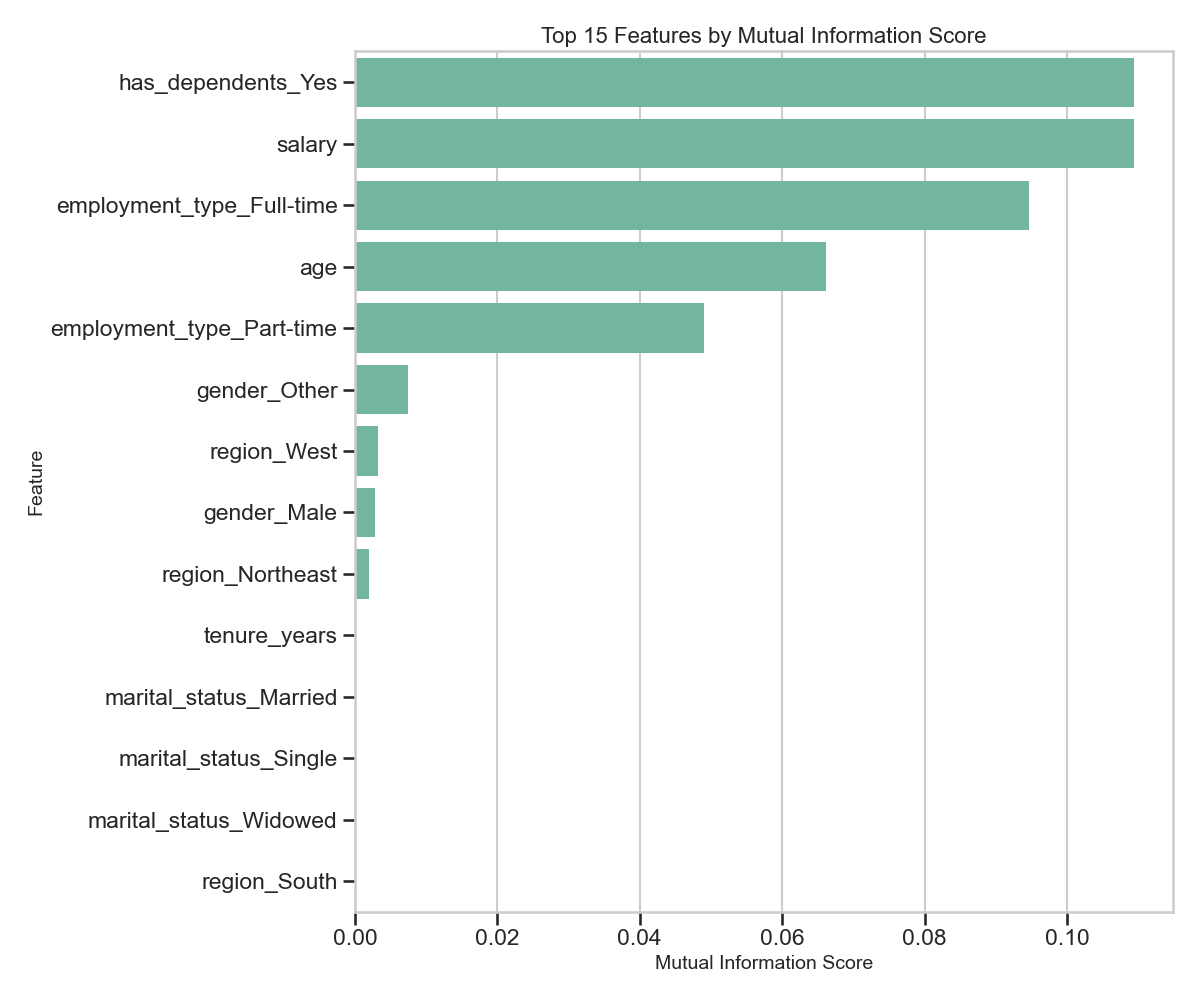 Top 15 Features by Mutual Information Score
Feature
has_dependents_Yes
salary
employment_type_Full-time
age
employment_type_Part-time
gender_Other
region_West
gender_Male
region_Northeast
tenure_years
marital_status_Married
marital_status_Single
marital_status_Widowed
region_South
0.00 0.02 0.04 0.06 0.08 0.10
Mutual Information Score